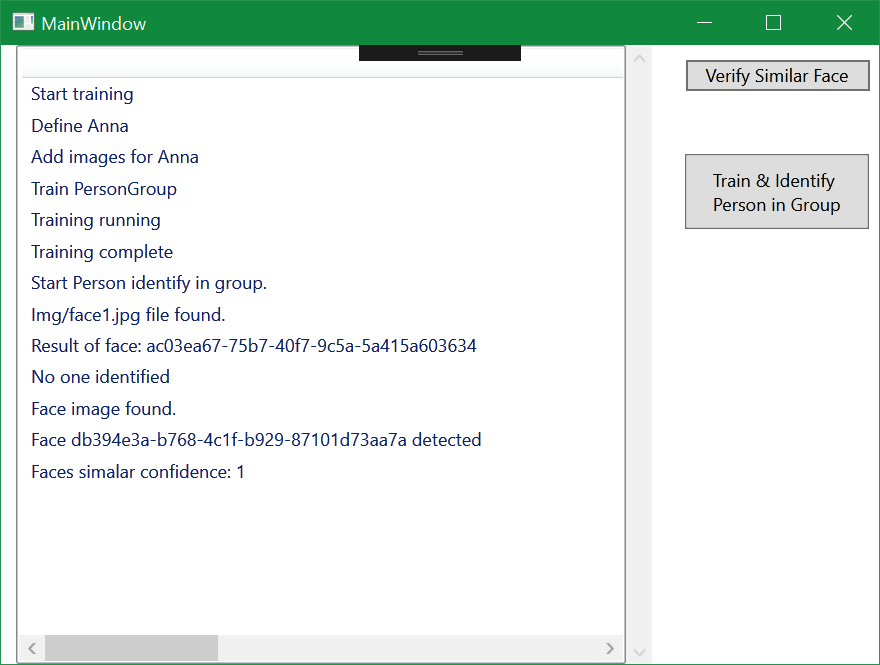 MainWindow
Start training
Define Anna
Add images for Anna
Train PersonGroup
Training running
Training complete
Start Person identify in group.
Img/face1.jpg file found.
Result of face: ac03ea67-75b7-40f7-9c5a-5a415a603634
No one identified
Face image found.
Face db394e3a-b768-4c1f-b929-87101d73aa7a detected
Faces simalar confidence: 1
Verify Similar Face
Train & Identify
Person in Group